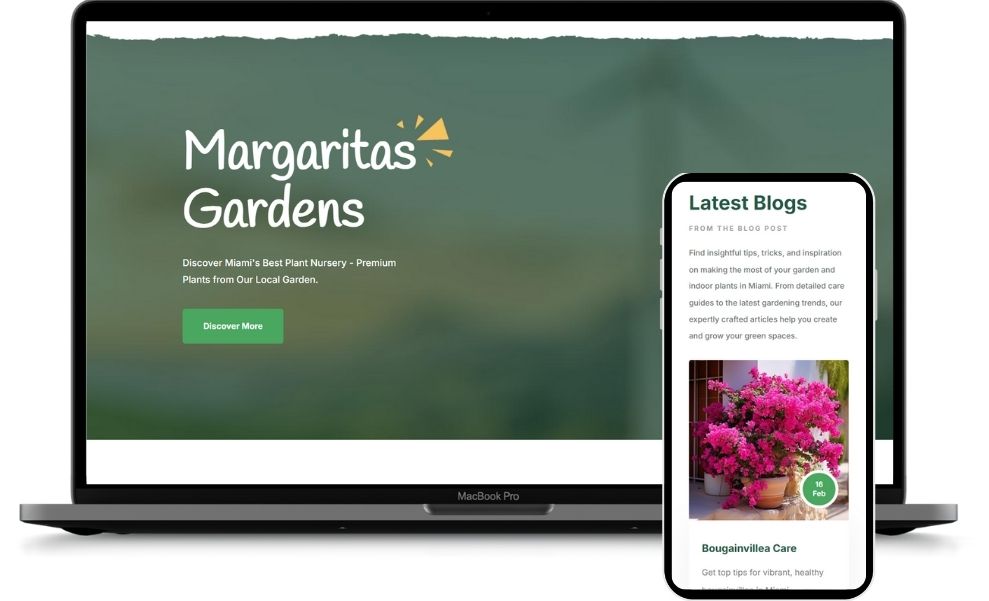 Margaritas
Gardens
Discover Miami's Best Plant Nursery - Premium
Plants from Our Local Garden.
Discover More
MacBook Pro
Latest Blogs
FROM THE BLOG POST
Find insightful tips, tricks, and inspiration
on making the most of your garden and
indoor plants in Miami. From detailed care
guides to the latest gardening trends, our
expertly crafted articles help you create
and grow your green spaces.
16
Feb
Bougainvillea Care
Get top tips for vibrant, healthy
bougainvillea in Miami